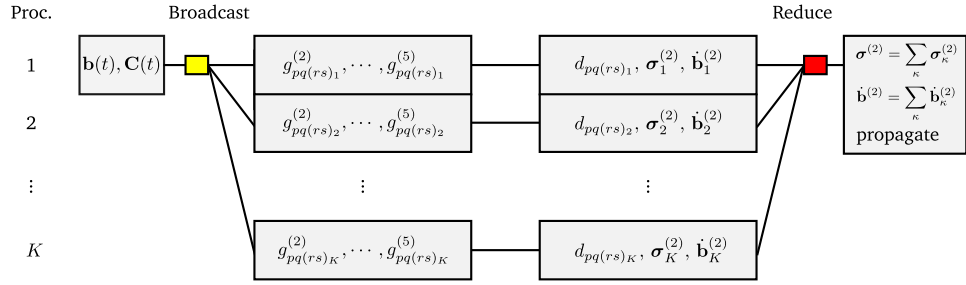 Proc. Broadcast Reduce
1 𝐛(t), 𝐂(t) g^{(2)}_{pq(rs)_1}, ⋯, g^{(5)}_{pq(rs)_1} d_{pq(rs)_1}, 𝝈^{(2)}_1, 𝐛̇^{(2)}_1 𝝈^{(2)} = ∑_κ 𝝈^{(2)}_κ
2 g^{(2)}_{pq(rs)_2}, ⋯, g^{(5)}_{pq(rs)_2} d_{pq(rs)_2}, 𝝈^{(2)}_2, 𝐛̇^{(2)}_2 𝐛̇^{(2)} = ∑_κ 𝐛̇^{(2)}_κ
propagate
⋮ ⋮ ⋮
K g^{(2)}_{pq(rs)_K}, ⋯, g^{(5)}_{pq(rs)_K} d_{pq(rs)_K}, 𝝈^{(2)}_K, 𝐛̇^{(2)}_K